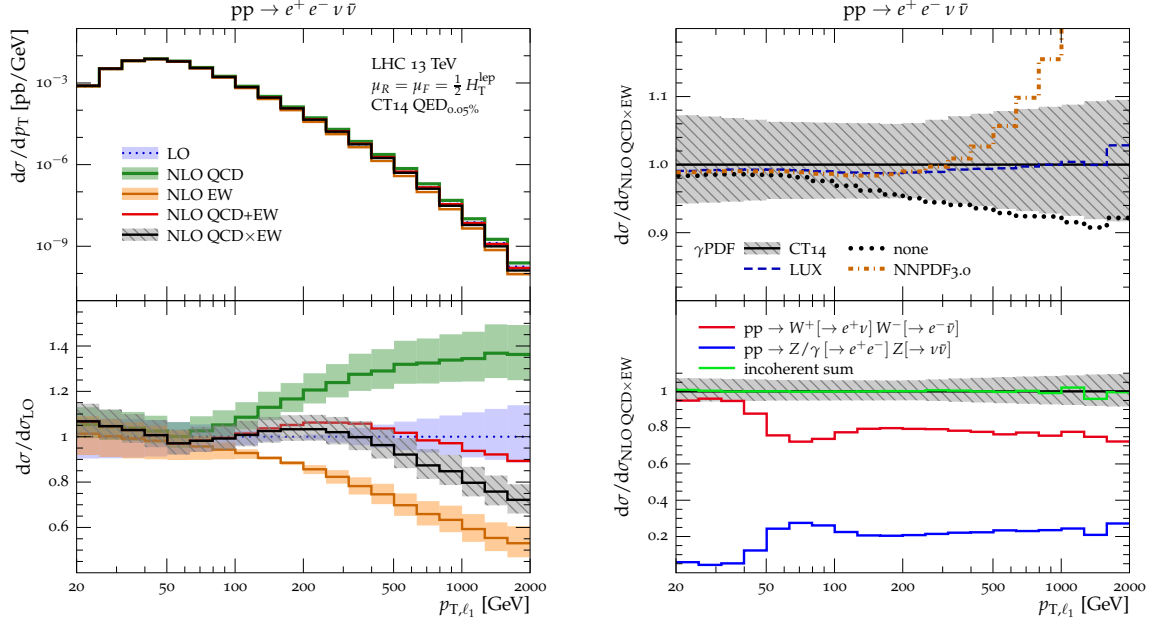 pp → e⁺ e⁻ ν ν̄
dσ/dp_T [pb/GeV]
10⁻³
10⁻⁶
10⁻⁹
LHC 13 TeV
μ_R = μ_F = ½ H_T^lep
CT14 QED_0.05%
LO
NLO QCD
NLO EW
NLO QCD+EW
NLO QCD×EW
dσ/dσ_LO
1.4
1.2
1
0.8
0.6
20 50 100 200 500 1000 2000
p_T,ℓ₁ [GeV]
pp → e⁺ e⁻ ν ν̄
dσ/dσ_NLO QCD×EW
1.1
1.0
0.9
γPDF CT14 none
LUX NNPDF3.0
pp → W⁺[→ e⁺ν] W⁻[→ e⁻ν̄]
pp → Z/γ [→ e⁺e⁻] Z[→ νν̄]
incoherent sum
dσ/dσ_NLO QCD×EW
1
0.8
0.6
0.4
0.2
20 50 100 200 500 1000 2000
p_T,ℓ₁ [GeV]